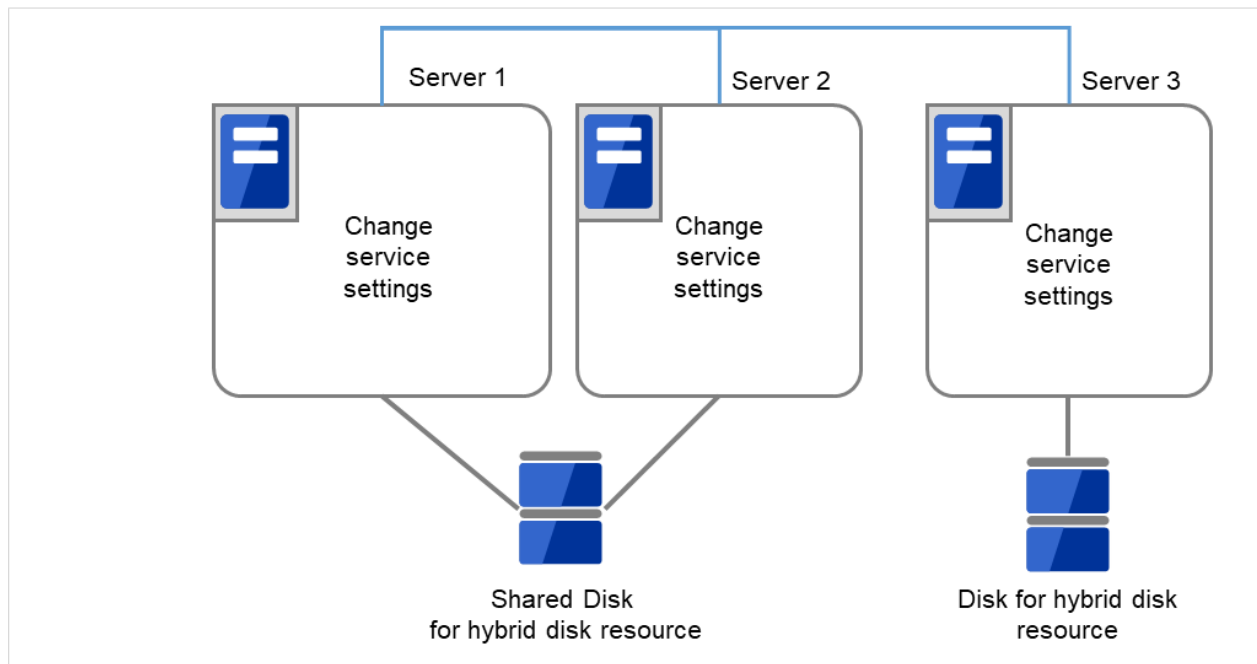 Server 1
Server 2
Server 3
Change
service
settings
Change
service
settings
Change
service
settings
Shared Disk
for hybrid disk resource
Disk for hybrid disk
resource